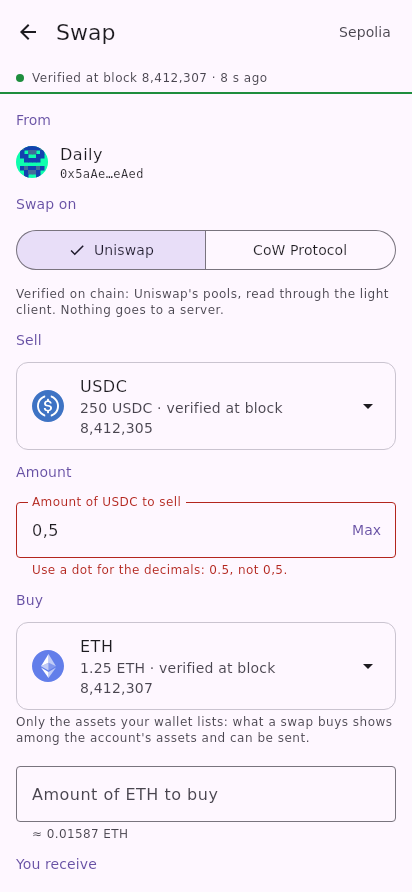 Swap
Sepolia
Verified at block 8,412,307 · 8 s ago
From
Daily
0x5aAe…eAed
Swap on
Uniswap
CoW Protocol
Verified on chain: Uniswap's pools, read through the light
client. Nothing goes to a server.
Sell
USDC
250 USDC · verified at block
8,412,305
Amount
Amount of USDC to sell
0,5
Max
Use a dot for the decimals: 0.5, not 0,5.
Buy
ETH
1.25 ETH · verified at block
8,412,307
Only the assets your wallet lists: what a swap buys shows
among the account's assets and can be sent.
Amount of ETH to buy
≈ 0.01587 ETH
You receive